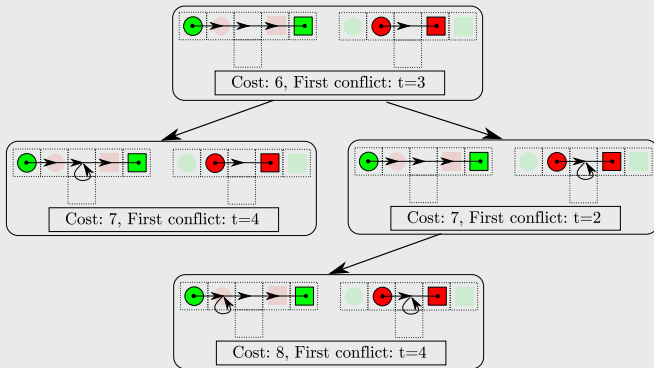 Cost: 6, First conflict: t=3
Cost: 7, First conflict: t=4
Cost: 7, First conflict: t=2
Cost: 8, First conflict: t=4